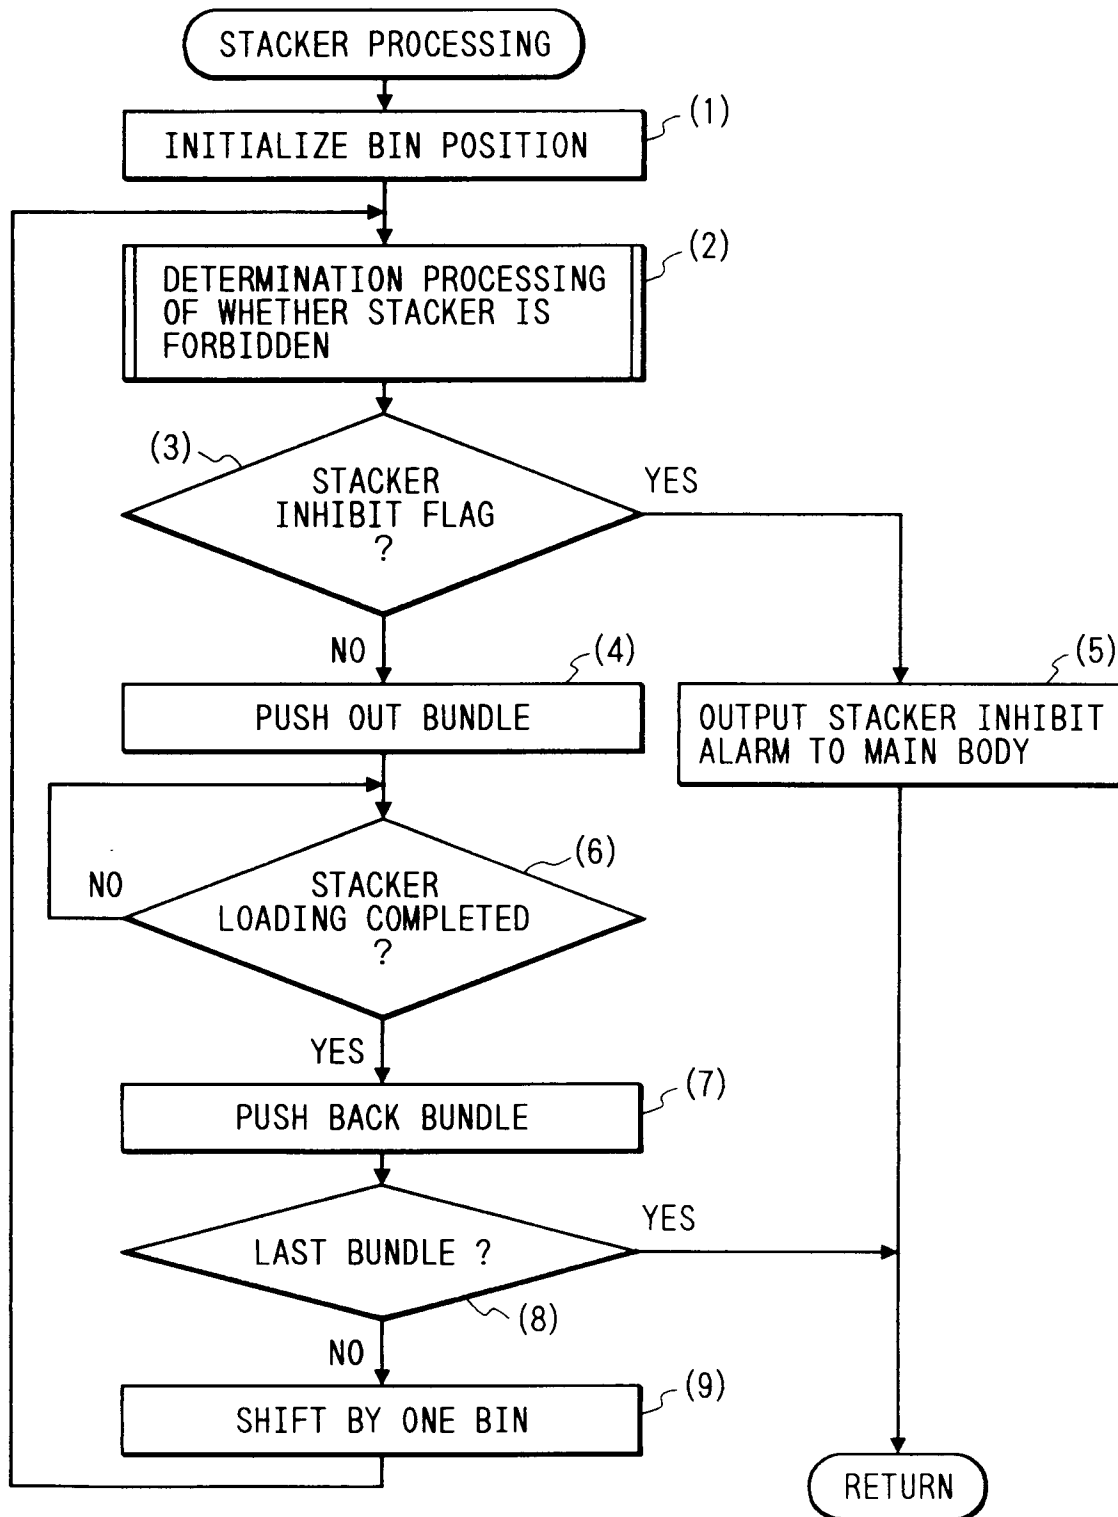 STACKER PROCESSING
(1)
INITIALIZE BIN POSITION
(2)
DETERMINATION PROCESSING
OF WHETHER STACKER IS
FORBIDDEN
(3)
STACKER
INHIBIT FLAG
?
YES
NO
(4)
PUSH OUT BUNDLE
(5)
OUTPUT STACKER INHIBIT
ALARM TO MAIN BODY
(6)
STACKER
LOADING COMPLETED
?
NO
YES
(7)
PUSH BACK BUNDLE
LAST BUNDLE ?
YES
(8)
NO
(9)
SHIFT BY ONE BIN
RETURN